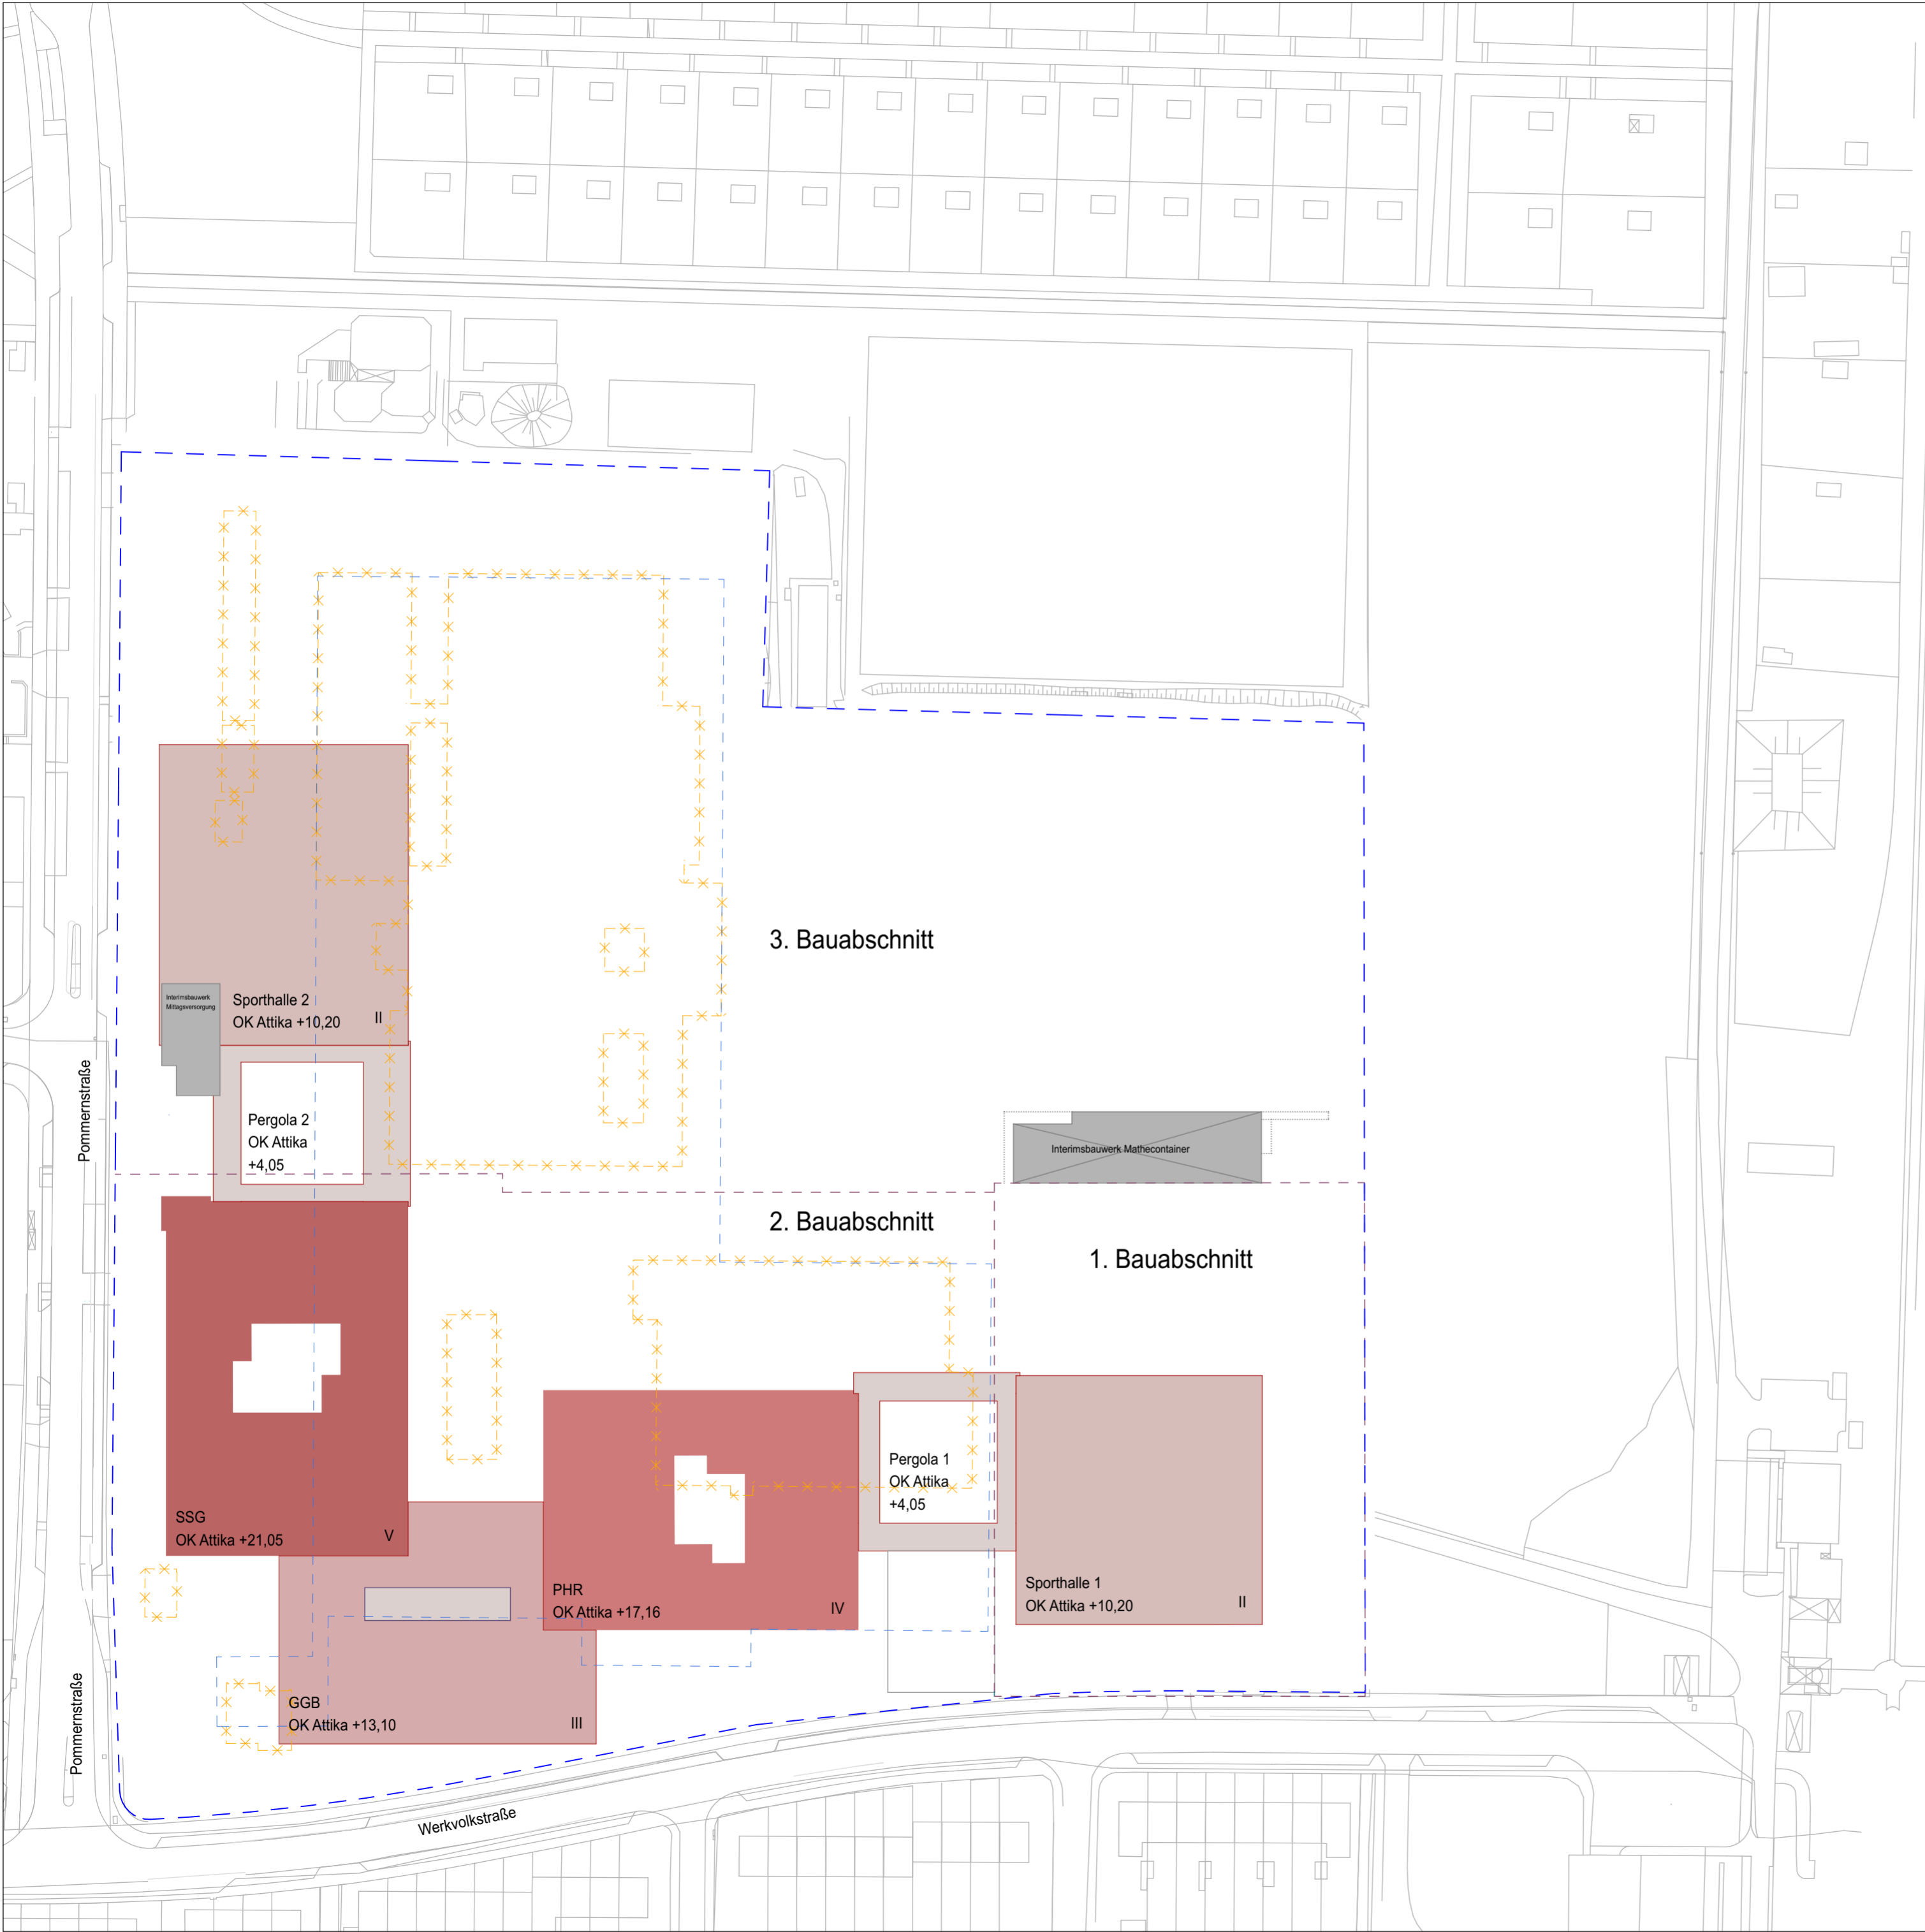 3. Bauabschnitt
Interimsbauwerk
Mittagsversorgung
Sporthalle 2
OK Attika +10,20
II
Pommernstraße
Pergola 2
OK Attika
+4,05
Interimsbauwerk Mathecontainer
2. Bauabschnitt
1. Bauabschnitt
Pergola 1
OK Attika
+4,05
SSG
OK Attika +21,05
V
PHR
OK Attika +17,16
IV
Sporthalle 1
OK Attika +10,20
II
Pommernstraße
GGB
OK Attika +13,10
III
Werkvolkstraße